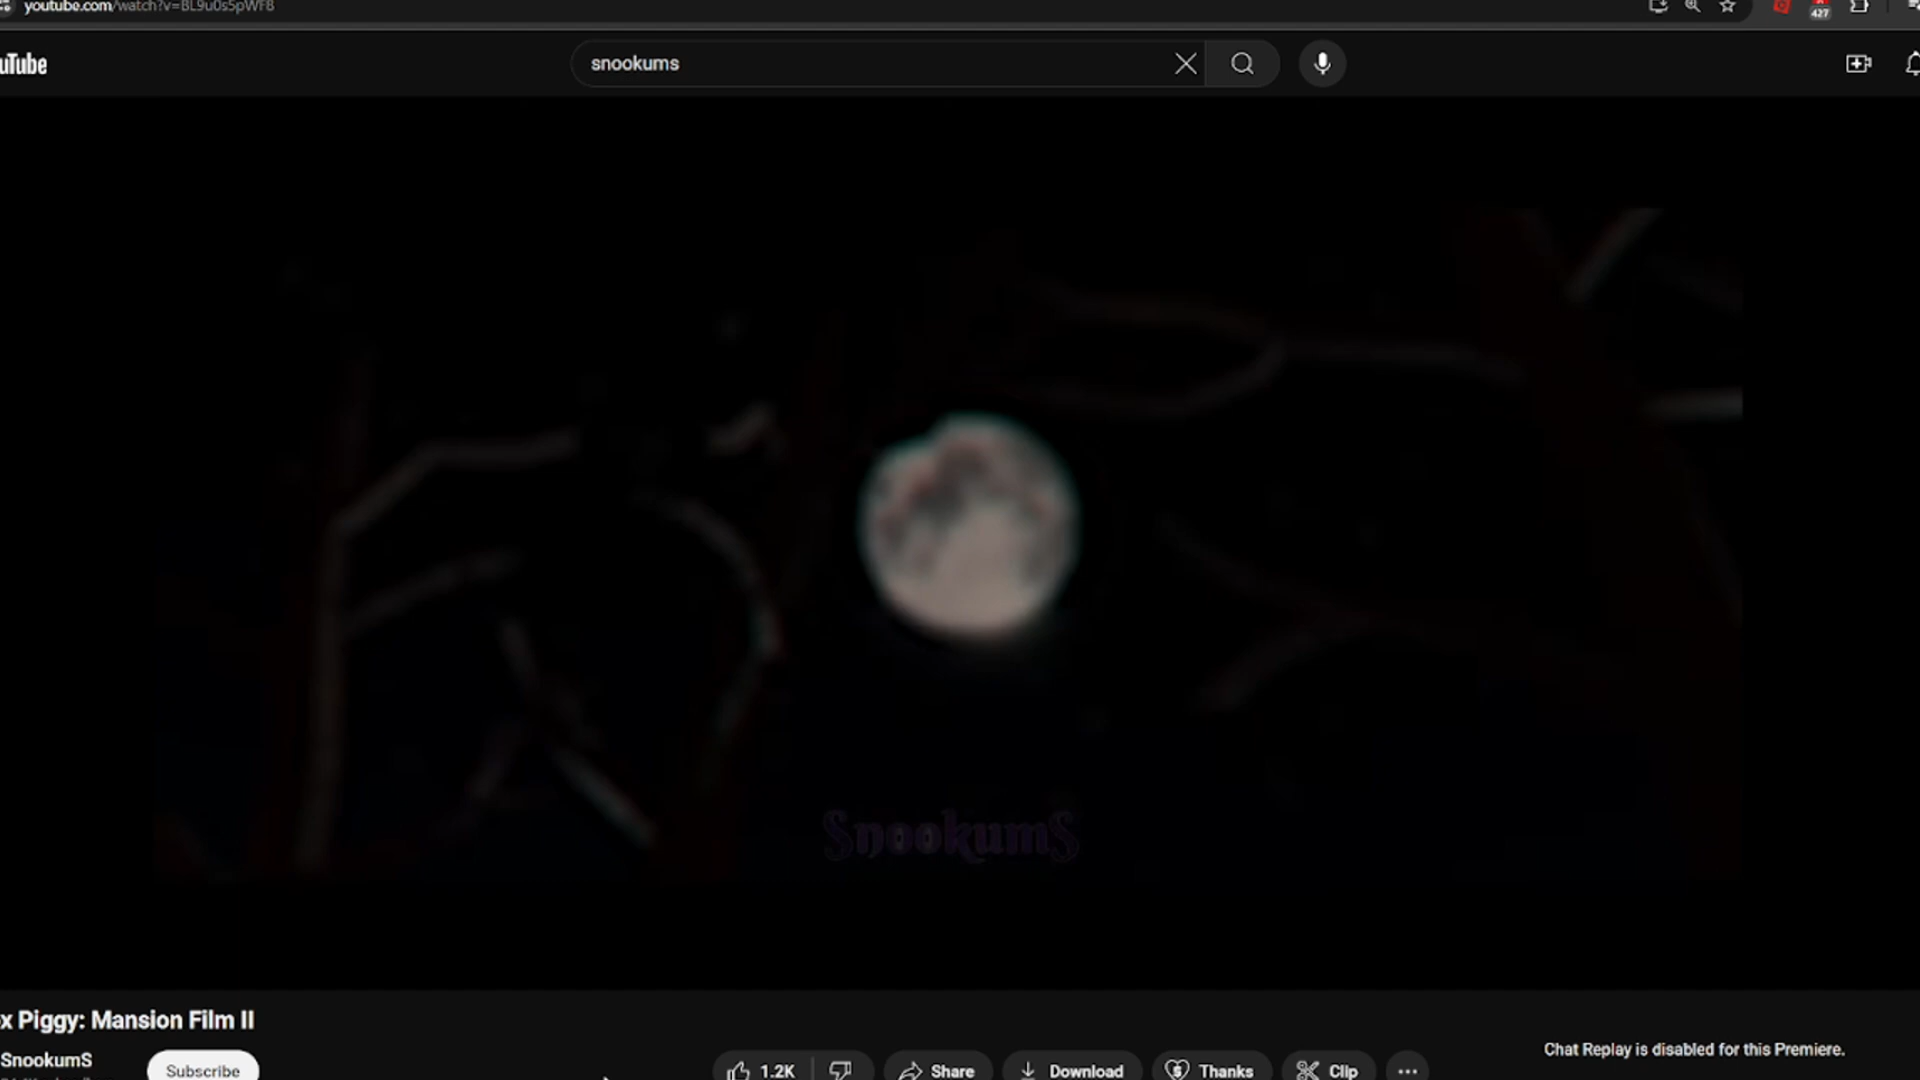 youtube.com/watch?v=BL9u0s5pWF8
427
uTube
snookums
SnookumS
x Piggy: Mansion Film II
SnookumS
Subscribe
1.2K
Share
Download
Thanks
Clip
Chat Replay is disabled for this Premiere.